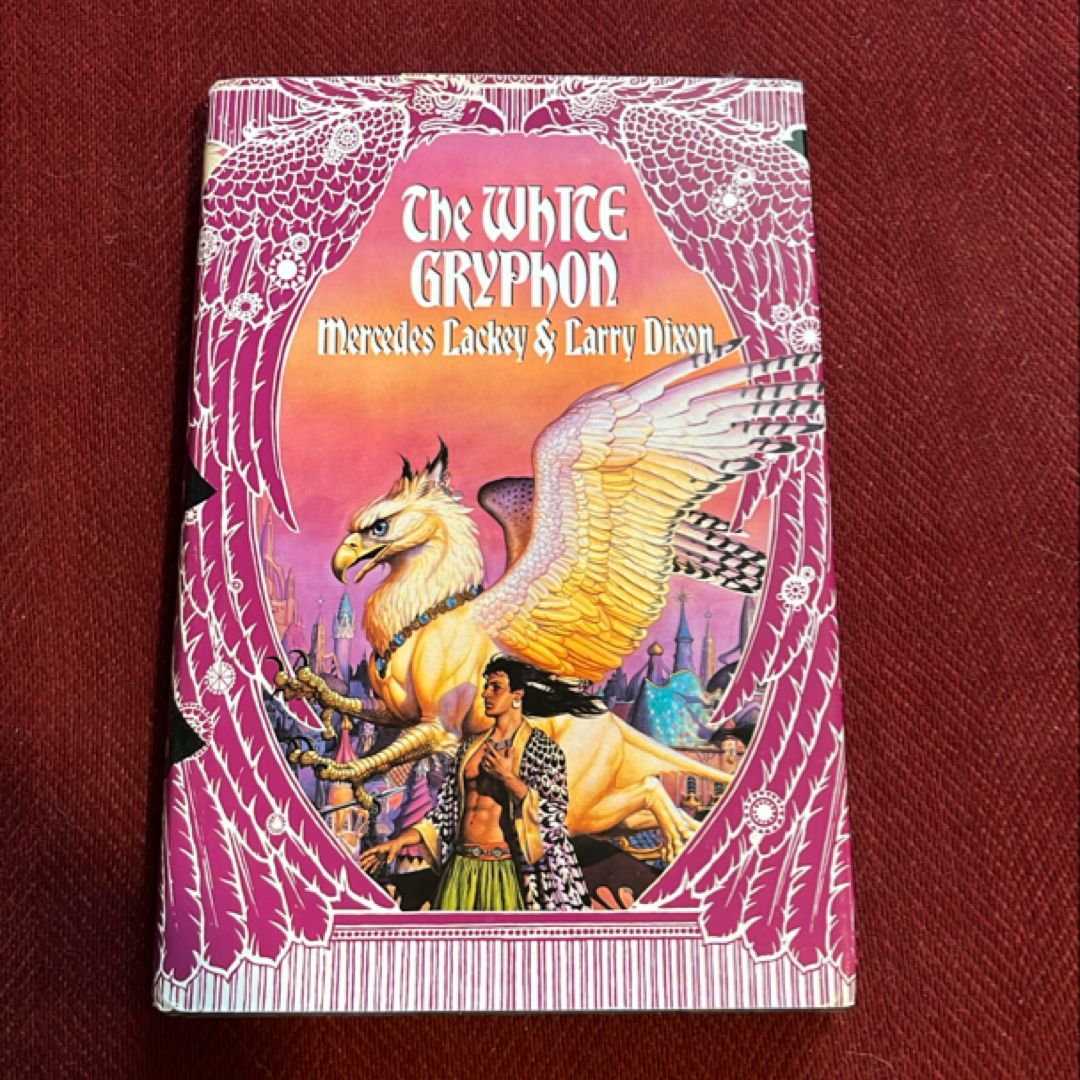 The WHITE
GRYPHON
Mercedes Lackey & Larry Dixon